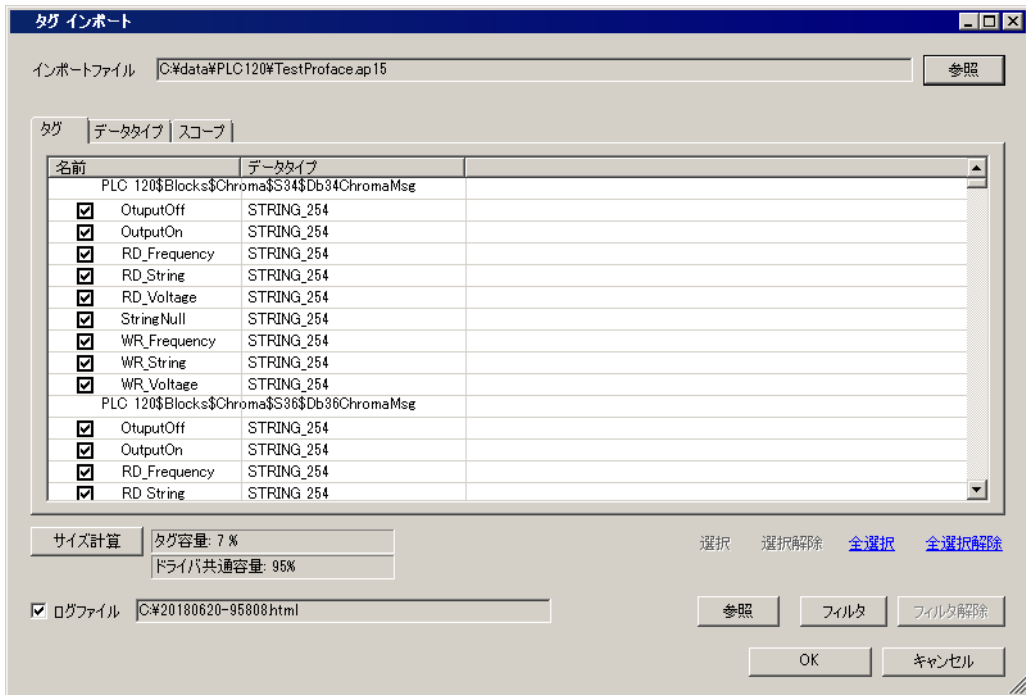 タグ インポート
インポートファイル C:¥data¥PLC120¥TestProface.ap15 参照
タグ データタイプ スコープ
名前 データタイプ
PLC 120$Blocks$Chroma$S34$Db34ChromaMsg
OtuputOff STRING_254
OutputOn STRING_254
RD_Frequency STRING_254
RD_String STRING_254
RD_Voltage STRING_254
StringNull STRING_254
WR_Frequency STRING_254
WR_String STRING_254
WR_Voltage STRING_254
PLC 120$Blocks$Chroma$S36$Db36ChromaMsg
OtuputOff STRING_254
OutputOn STRING_254
RD_Frequency STRING_254
RD String STRING 254
サイズ計算 タグ容量: 7 % 選択 選択解除 全選択 全選択解除
ドライバ共通容量: 95%
ログファイル C:¥20180620-95808.html 参照 フィルタ フィルタ解除
OK キャンセル